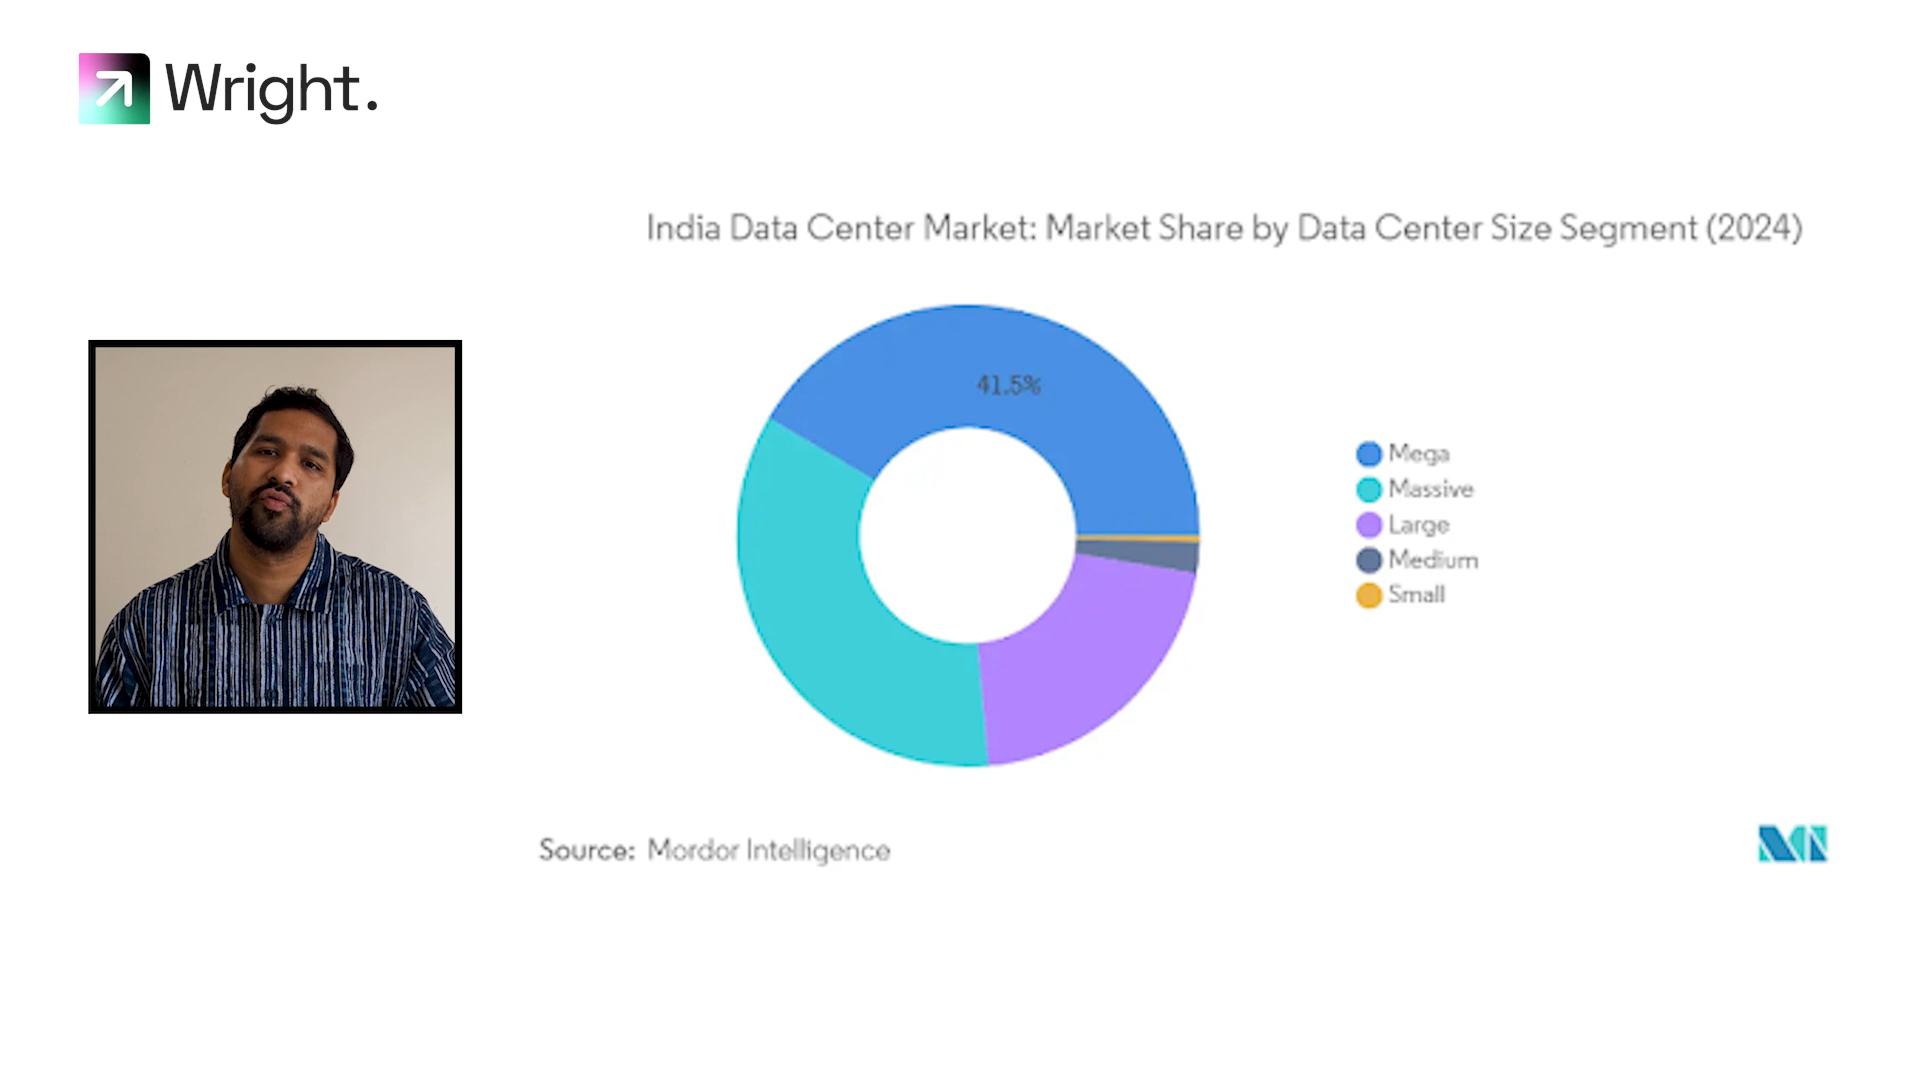 Wright.
India Data Center Market: Market Share by Data Center Size Segment (2024)
41.5%
Mega
Massive
Large
Medium
Small
Source: Mordor Intelligence